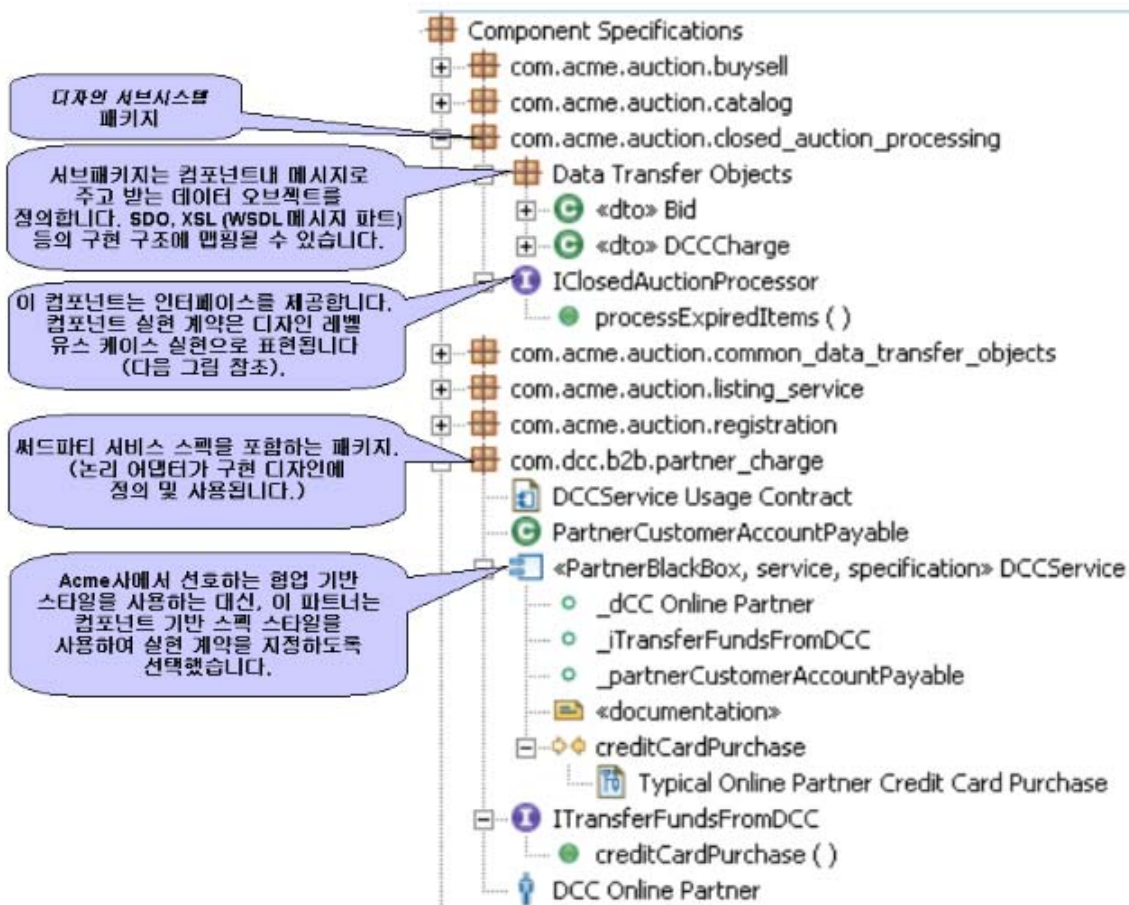 Component Specifications
com.acme.auction.buysell
com.acme.auction.catalog
com.acme.auction.closed_auction_processing
Data Transfer Objects
«dto» Bid
«dto» DCCCharge
IClosedAuctionProcessor
processExpiredItems ( )
com.acme.auction.common_data_transfer_objects
com.acme.auction.listing_service
com.acme.auction.registration
com.dcc.b2b.partner_charge
DCCService Usage Contract
PartnerCustomerAccountPayable
«PartnerBlackBox, service, specification» DCCService
_dCC Online Partner
_iTransferFundsFromDCC
_partnerCustomerAccountPayable
«documentation»
creditCardPurchase
Typical Online Partner Credit Card Purchase
ITransferFundsFromDCC
creditCardPurchase ( )
DCC Online Partner
디자인 서브시스템
패키지
서브패키지는 컴포넌트내 메시지로
주고 받는 데이터 오브젝트를
정의합니다. SDO, XSL (WSDL 메시지 파트)
등의 구현 구조에 맵핑될 수 있습니다.
이 컴포넌트는 인터페이스를 제공합니다.
컴포넌트 실현 계약은 디자인 레벨
유스 케이스 실현으로 표현됩니다
(다음 그림 참조).
써드파티 서비스 스펙을 포함하는 패키지.
(논리 어댑터가 구현 디자인에
정의 및 사용됩니다.)
Acme사에서 선호하는 협업 기반
스타일을 사용하는 대신, 이 파트너는
컴포넌트 기반 스펙 스타일을
사용하여 실현 계약을 지정하도록
선택했습니다.